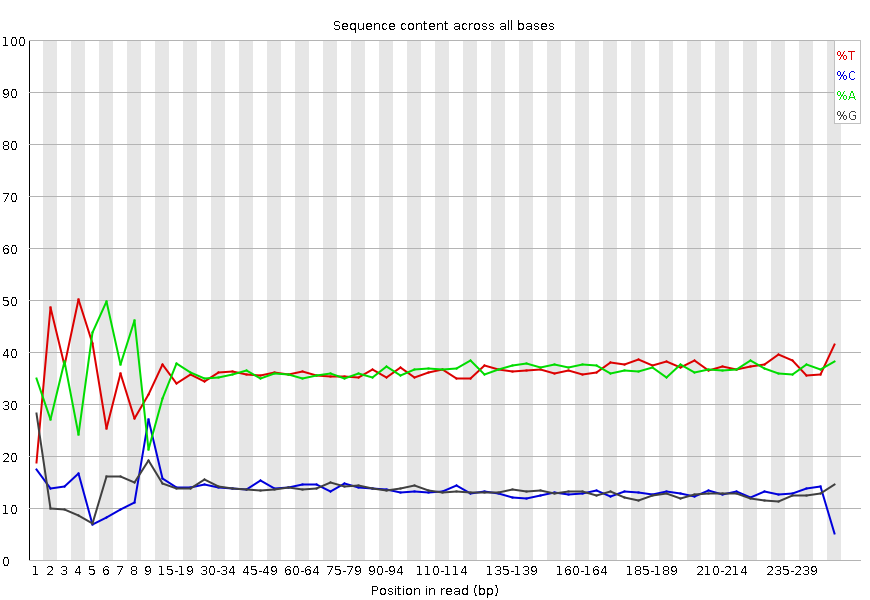 Sequence content across all bases
100
90
80
70
60
50
40
30
20
10
0
%T
%C
%A
%G
1 2 3 4 5 6 7 8 9 15-19 30-34 45-49 60-64 75-79 90-94 110-114 135-139 160-164 185-189 210-214 235-239
Position in read (bp)